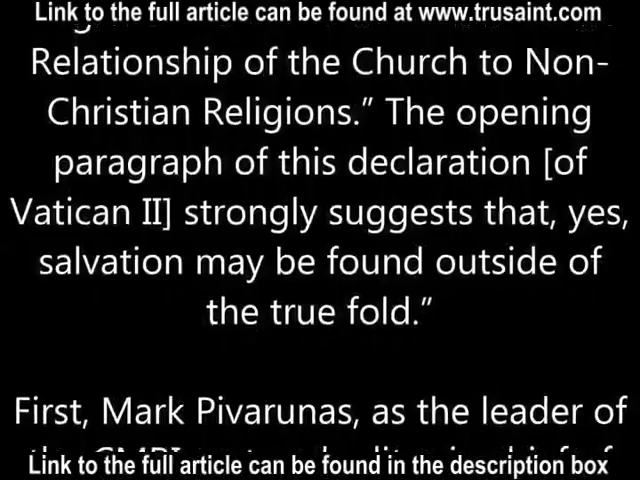 Link to the full article can be found at www.trusaint.com
Relationship of the Church to Non-
Christian Religions.” The opening
paragraph of this declaration [of
Vatican II] strongly suggests that, yes,
salvation may be found outside of
the true fold.”
First, Mark Pivarunas, as the leader of
Link to the full article can be found in the description box